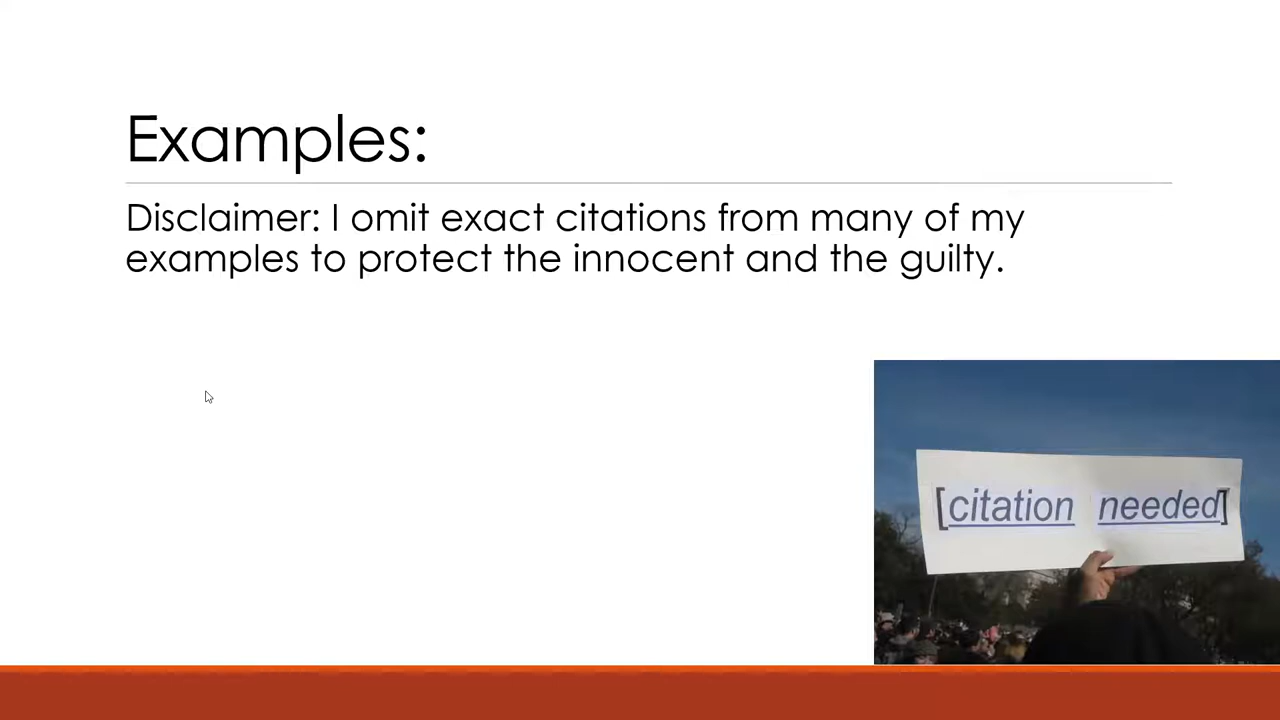 Examples:
Disclaimer: I omit exact citations from many of my
examples to protect the innocent and the guilty.
[citation needed]